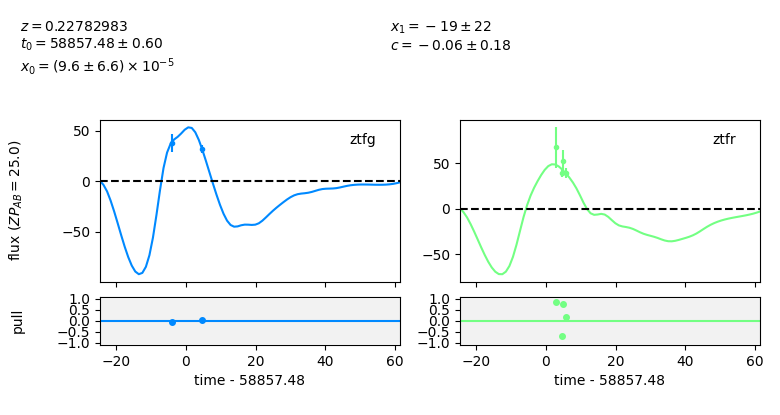 z = 0.22782983
t₀ = 58857.48 ± 0.60
x₀ = (9.6 ± 6.6) × 10⁻⁵
x₁ = −19 ± 22
c = −0.06 ± 0.18
flux (ZP_AB = 25.0)
50
0
−50
ztfg
50
0
−50
ztfr
pull
1.0
0.5
0.0
−0.5
−1.0
−20
0
20
40
60
time - 58857.48
1.0
0.5
0.0
−0.5
−1.0
−20
0
20
40
60
time - 58857.48